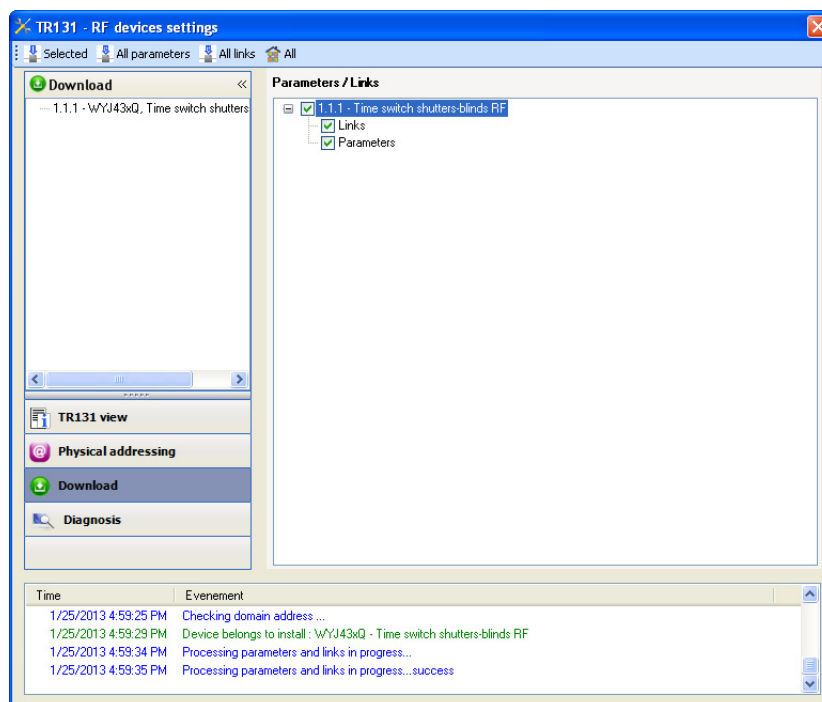 TR131 - RF devices settings
Selected All parameters All links All
Download «
1.1.1 - WYJ43xQ, Time switch shutters
Parameters / Links
1.1.1 - Time switch shutters-blinds RF
Links
Parameters
TR131 view
Physical addressing
Download
Diagnosis
Time Evenement
1/25/2013 4:59:25 PM Checking domain address ...
1/25/2013 4:59:29 PM Device belongs to install : WYJ43xQ - Time switch shutters-blinds RF
1/25/2013 4:59:34 PM Processing parameters and links in progress...
1/25/2013 4:59:35 PM Processing parameters and links in progress...success